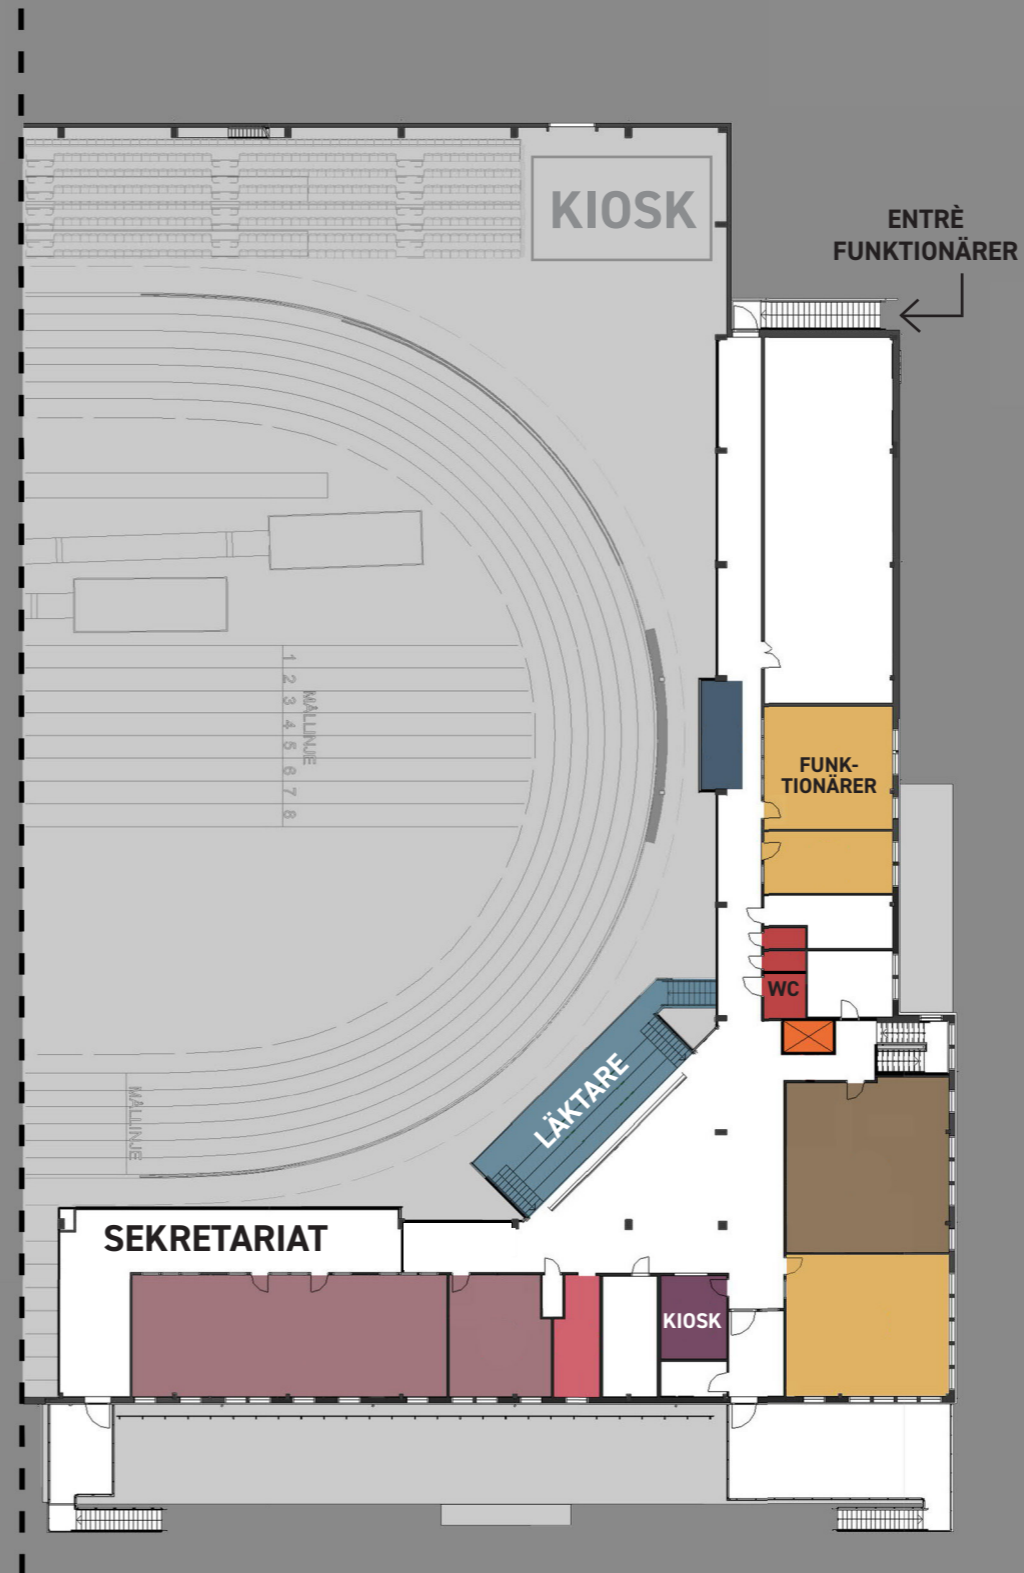 KIOSK
ENTRÈ
FUNKTIONÄRER
1
2
3
4
5
6
7
8
MÅLLINJE
FUNK-
TIONÄRER
WC
LÄKTARE
MÅLLINJE
SEKRETARIAT
KIOSK